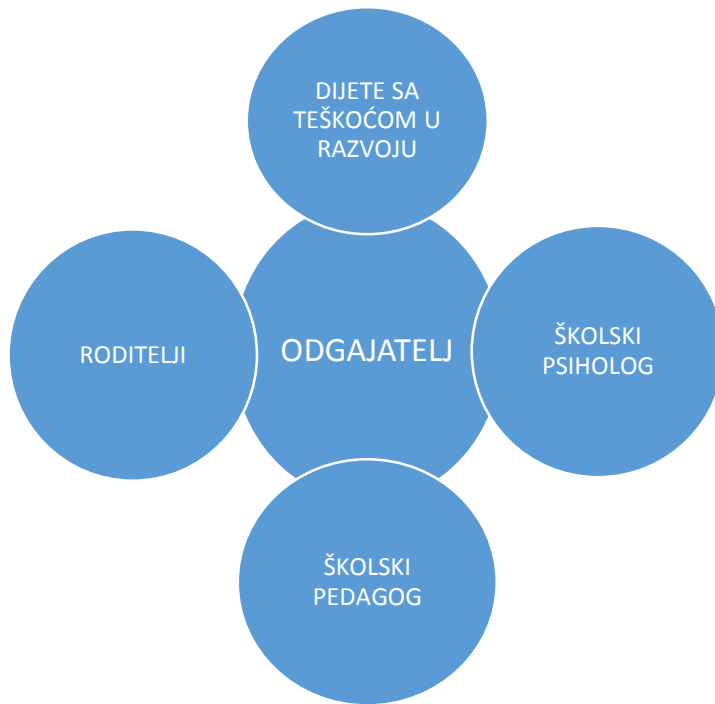 DIJETE SA
TEŠKOĆOM U
RAZVOJU
RODITELJI
ODGAJATELJ
ŠKOLSKI
PSIHOLOG
ŠKOLSKI
PEDAGOG